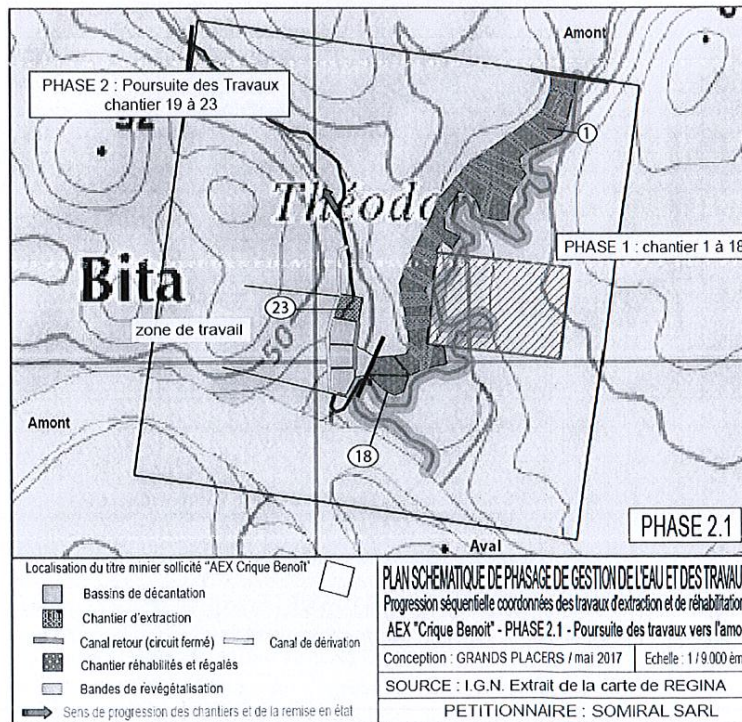 Amont
PHASE 2 : Poursuite des Travaux
chantier 19 à 23
1
Théodo
PHASE 1 : chantier 1 à 18
Bita
23
zone de travail
50
Amont
18
PHASE 2.1
Aval
Localisation du titre minier sollicité "AEX Crique Benoît"
Bassins de décantation
Chantier d'extraction
Canal retour (circuit fermé)
Canal de dérivation
Chantier réhabilités et régalés
Bandes de revégétalisation
Sens de progression des chantiers et de la remise en état
PLAN SCHEMATIQUE DE PHASAGE DE GESTION DE L'EAU ET DES TRAVAU
Progression séquentielle coordonnées des travaux d'extraction et de réhabilitation
AEX "Crique Benoit" - PHASE 2.1 - Poursuite des travaux vers l'amo
Conception : GRANDS PLACERS / mai 2017
Echelle : 1 / 9 000 èm
SOURCE : I.G.N. Extrait de la carte de REGINA
PETITIONNAIRE : SOMIRAL SARL